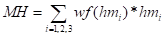 MH = ∑_{i=1,2,3} wf(hm_i) * hm_i